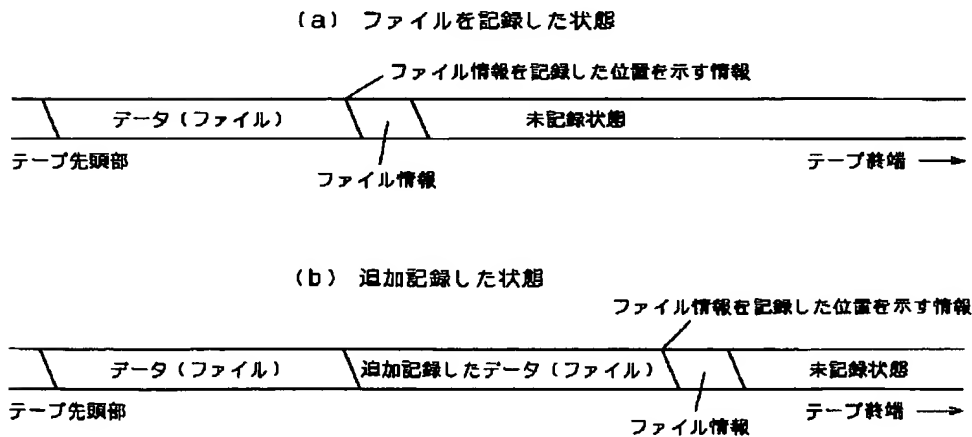 (a) ファイルを記録した状態
ファイル情報を記録した位置を示す情報
データ(ファイル) 未記録状態
テープ先頭部 テープ終端
ファイル情報
(b) 追加記録した状態
ファイル情報を記録した位置を示す情報
データ(ファイル) 追加記録したデータ(ファイル) 未記録状態
テープ先頭部 テープ終端
ファイル情報